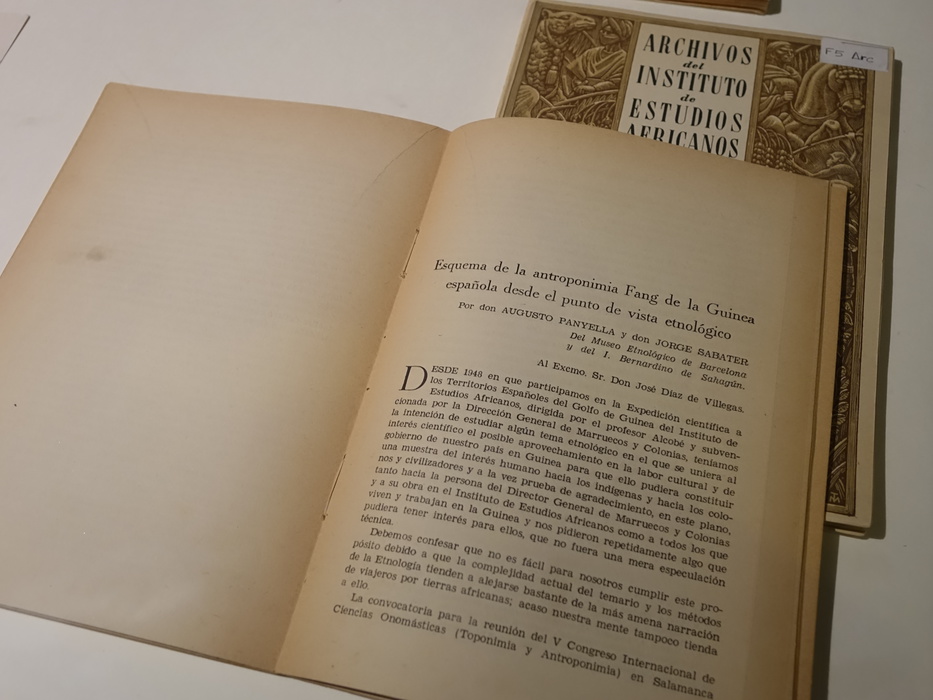 ARCHIVOS
del
INSTITUTO
de
ESTUDIOS
AFRICANOS
F5 Arc
Esquema de la antroponimia Fang de la Guinea
española desde el punto de vista etnológico
Por don AUGUSTO PANYELLA y don JORGE SABATER
Del Museo Etnológico de Barcelona
y del I. Bernardino de Sahagún.
Al Excmo. Sr. Don José Díaz de Villegas.
DESDE 1948 en que participamos en la Expedición científica a
los Territorios Españoles del Golfo de Guinea del Instituto de
Estudios Africanos, dirigida por el profesor Alcobé y subven-
cionada por la Dirección General de Marruecos y Colonias, teníamos
la intención de estudiar algún tema etnológico en el que se uniera al
interés científico el posible aprovechamiento en la labor cultural y de
gobierno de nuestro país en Guinea para que ello pudiera constituir
una muestra del interés humano hacia los indígenas y hacia los colo-
nos y civilizadores y a la vez prueba de agradecimiento, en este plano,
tanto hacia la persona del Director General de Marruecos y Colonias
y a su obra en el Instituto de Estudios Africanos como a todos los que
viven y trabajan en la Guinea y nos pidieron repetidamente algo que
pudiera tener interés para ellos, que no fuera una mera especulación
técnica.
Debemos confesar que no es fácil para nosotros cumplir este pro-
pósito debido a que la complejidad actual del temario y los métodos
de la Etnología tienden a alejarse bastante de la más amena narración
de viajeros por tierras africanas; acaso nuestra mente tampoco tienda
a ello.
La convocatoria para la reunión del V Congreso Internacional de
Ciencias Onomásticas (Toponimia y Antroponimia) en Salamanca